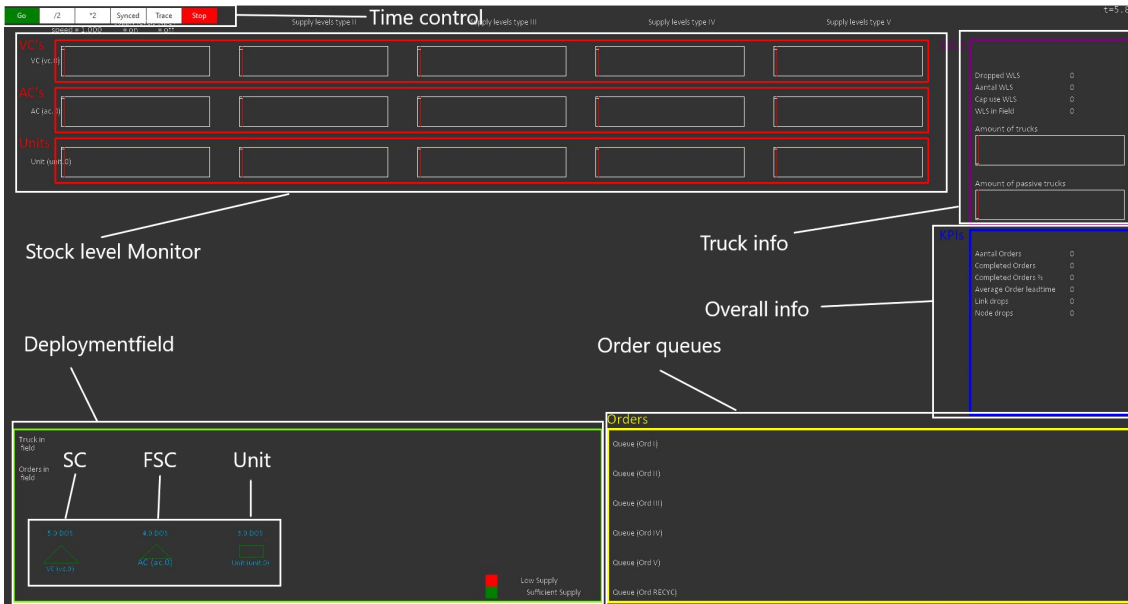 Go /2 *2 Synced Trace Stop
Time control
t=5.8
speed = 1.000 = on = off
Supply levels type II Supply levels type III Supply levels type IV Supply levels type V
VC's
VC (vc.0)
AC's
AC (ac.0)
Units
Unit (unit.0)
Dropped WLS 0
Aantal WLS 0
Cap use WLS 0
WLS in Field 0
Amount of trucks
Amount of passive trucks
Stock level Monitor
Truck info
KPIs
Aantal Orders 0
Completed Orders 0
Completed Orders % 0
Average Order leadtime 0
Link drops 0
Node drops 0
Overall info
Deploymentfield
Order queues
Orders
Truck in
field
Orders in
field
SC FSC Unit
5.0 DOS 4.0 DOS 3.0 DOS
VC (vc.0) AC (ac.0) Unit (unit.0)
Low Supply
Sufficient Supply
Queue (Ord I)
Queue (Ord II)
Queue (Ord III)
Queue (Ord IV)
Queue (Ord V)
Queue (Ord RECYC)